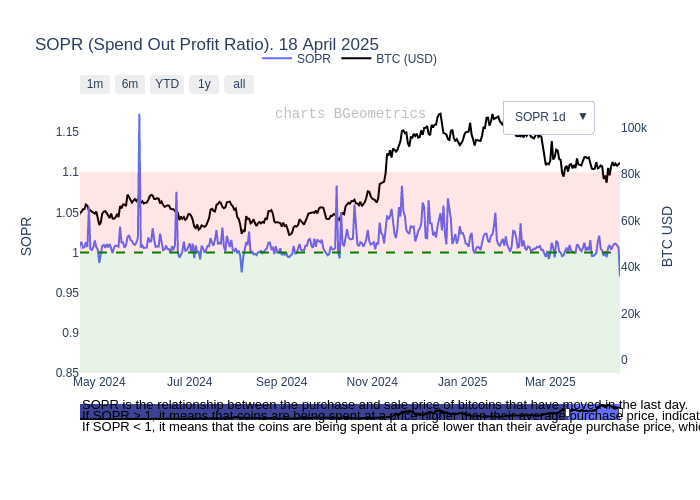 SOPR (Spend Out Profit Ratio). 18 April 2025
SOPR
BTC (USD)
1m
6m
YTD
1y
all
charts BGeometrics
SOPR 1d ▼
1.15
1.1
1.05
1
0.95
0.9
0.85
SOPR
100k
80k
60k
40k
20k
0
BTC USD
May 2024
Jul 2024
Sep 2024
Nov 2024
Jan 2025
Mar 2025
SOPR is the relationship between the purchase and sale price of bitcoins that have moved in the last day.
If SOPR > 1, it means that coins are being spent at a price higher than their average purchase price, indicat
If SOPR < 1, it means that the coins are being spent at a price lower than their average purchase price, whic